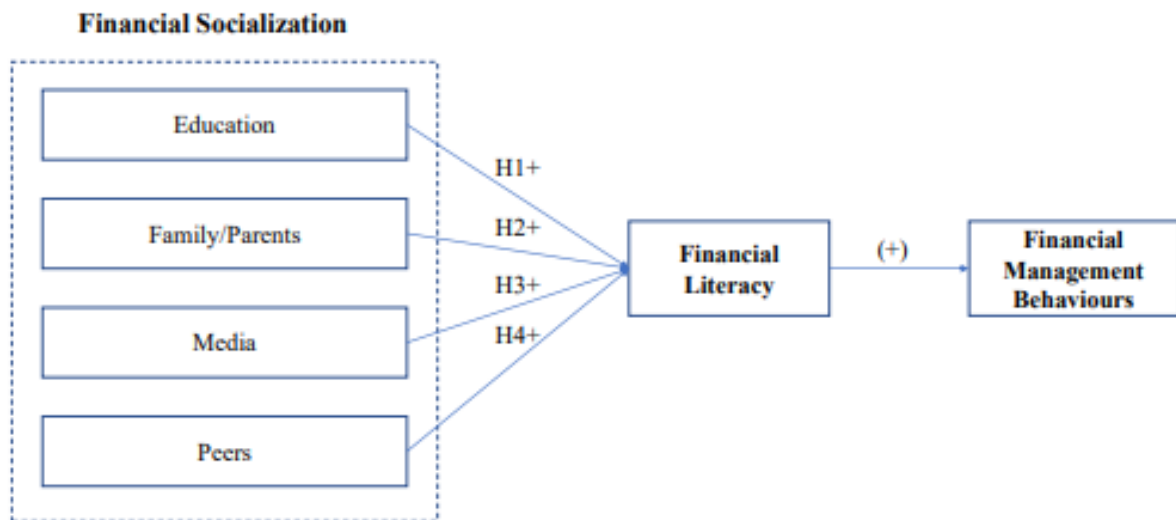 Financial Socialization
Education
H1+
Family/Parents
H2+
Financial
Literacy
(+)
Financial
Management
Behaviours
H3+
Media
H4+
Peers